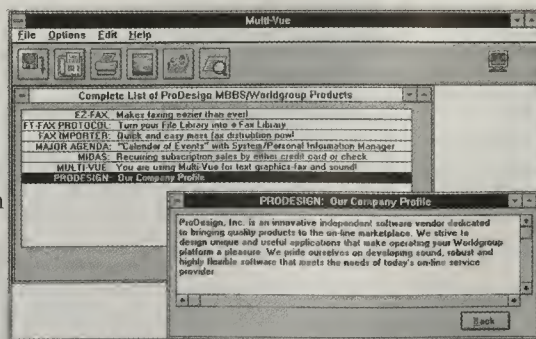 Multi-Vue
File Options Edit Help
Complete List of ProDesign MBBS/Worldgroup Products
EZ-FAX: Makes faxing easier than ever!
FT-FAX PROTOCOL: Turn your File Library into a Fax Library
FAX IMPORTER: Quick and easy mass fax distribution now!
MAJOR AGENDA: "Calendar of Events" with System/Personal Information Manager
MIDAS: Recurring subscription sales by either credit card or check
MULTI-VUE: You are using Multi-Vue for text graphics fax and sound!
PRODESIGN: Our Company Profile
PRODESIGN: Our Company Profile
ProDesign, Inc. is an innovative independent software vendor dedicated
to bringing quality products to the on-line marketplace. We strive to
design unique and useful applications that make operating your Worldgroup
platform a pleasure. We pride ourselves on developing sound, robust and
highly flexible software that meets the needs of today's on-line service
provider
Back